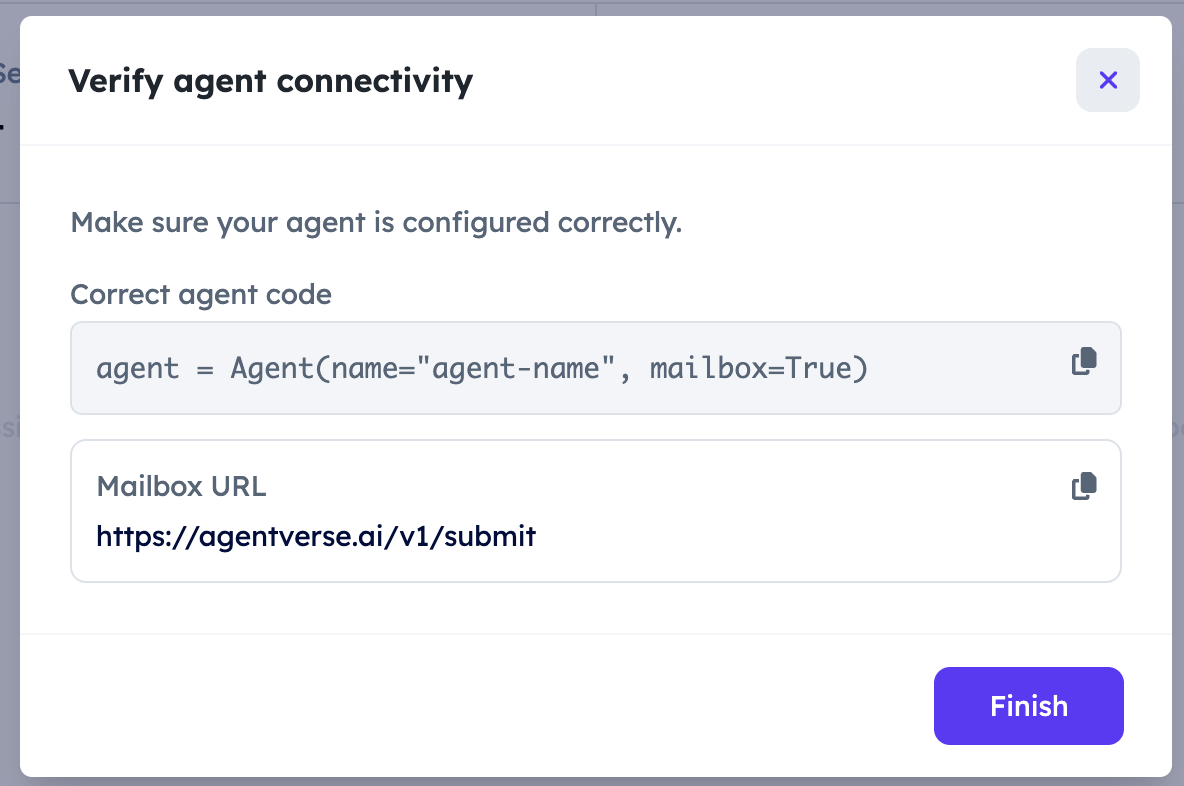 Verify agent connectivity
Make sure your agent is configured correctly.
Correct agent code
agent = Agent(name="agent-name", mailbox=True)
Mailbox URL
https://agentverse.ai/v1/submit
Finish